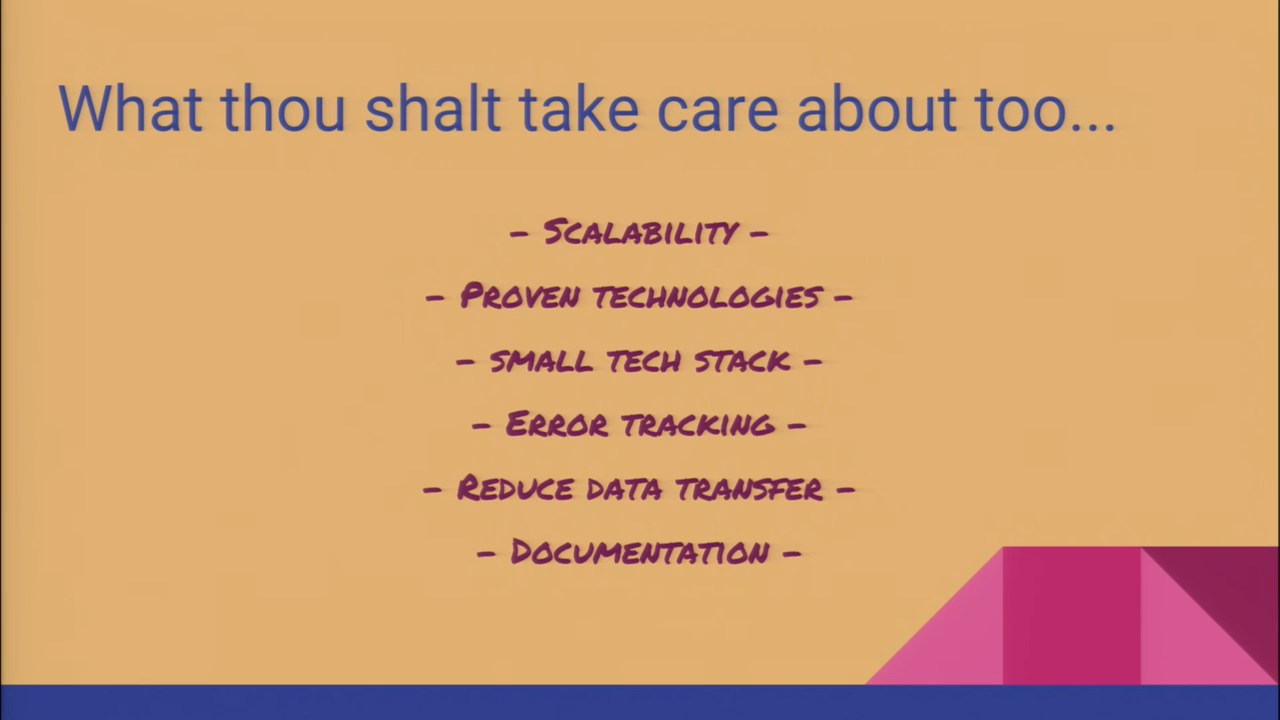 What thou shalt take care about too...
- Scalability -
- Proven technologies -
- small tech stack -
- Error tracking -
- Reduce data transfer -
- Documentation -